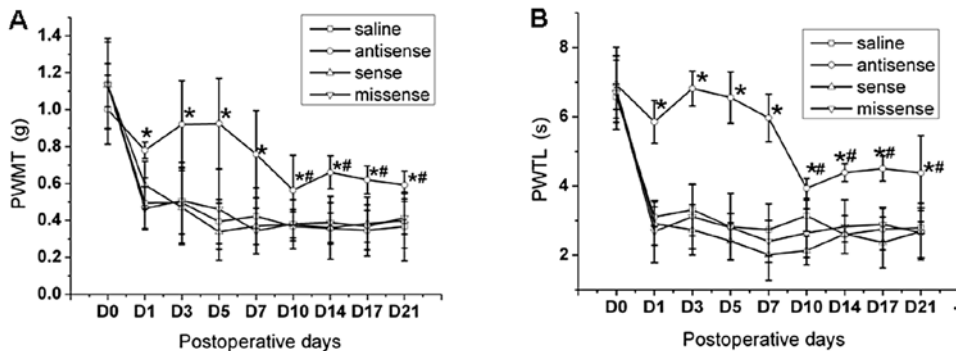 A
1.4
1.2
1.0
0.8
0.6
0.4
0.2
0.0
PWMT (g)
saline
antisense
sense
missense
*
*
*
*
*#
*#
*#
*#
D0 D1 D3 D5 D7 D10 D14 D17 D21
Postoperative days
B
8
6
4
2
PWTL (s)
saline
antisense
sense
missense
*
*
*
*
*#
*#
*#
*#
D0 D1 D3 D5 D7 D10 D14 D17 D21
Postoperative days